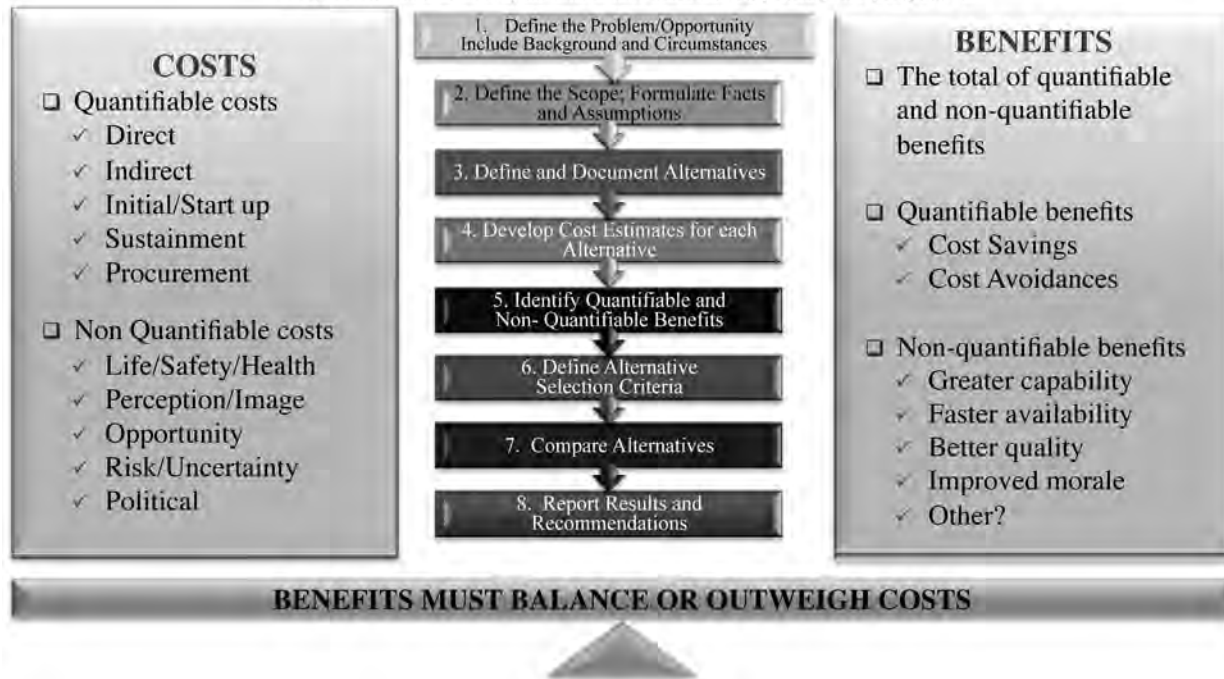 COSTS
❑ Quantifiable costs
✓ Direct
✓ Indirect
✓ Initial/Start up
✓ Sustainment
✓ Procurement
❑ Non Quantifiable costs
✓ Life/Safety/Health
✓ Perception/Image
✓ Opportunity
✓ Risk/Uncertainty
✓ Political
1. Define the Problem/Opportunity
Include Background and Circumstances
2. Define the Scope; Formulate Facts
and Assumptions
3. Define and Document Alternatives
4. Develop Cost Estimates for each
Alternative
5. Identify Quantifiable and
Non- Quantifiable Benefits
6. Define Alternative
Selection Criteria
7. Compare Alternatives
8. Report Results and
Recommendations
BENEFITS
❑ The total of quantifiable
and non-quantifiable
benefits
❑ Quantifiable benefits
✓ Cost Savings
✓ Cost Avoidances
❑ Non-quantifiable benefits
✓ Greater capability
✓ Faster availability
✓ Better quality
✓ Improved morale
✓ Other?
BENEFITS MUST BALANCE OR OUTWEIGH COSTS